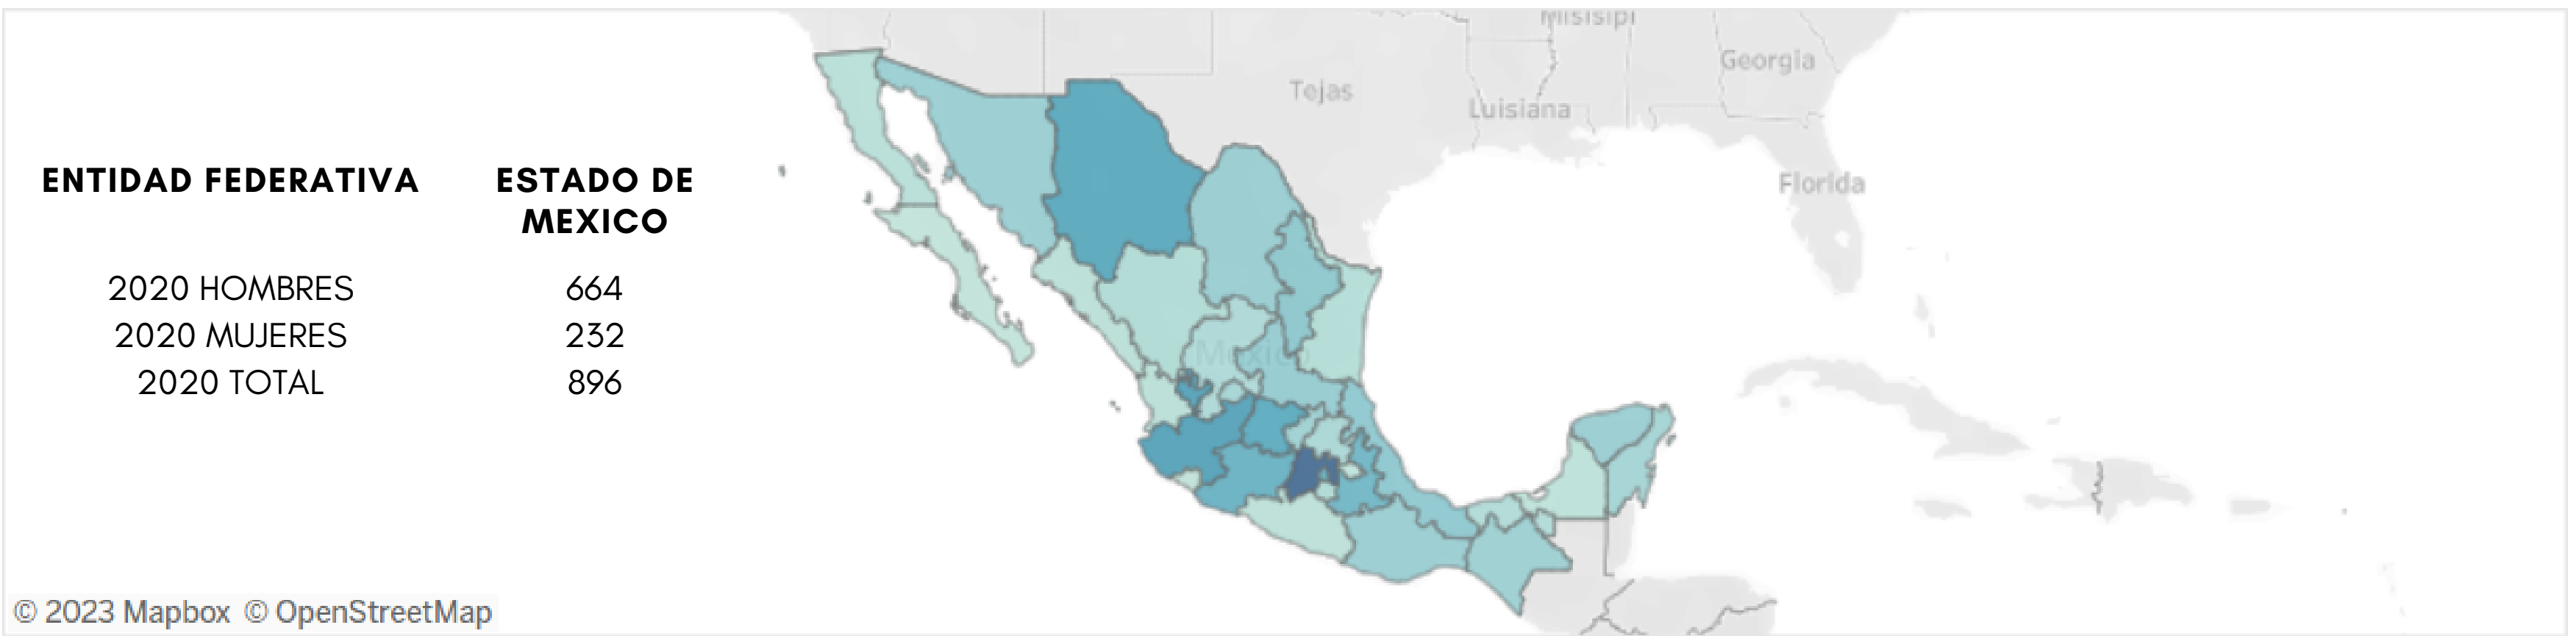 Misisipi
Georgia
Tejas
Luisiana
Florida
ENTIDAD FEDERATIVA ESTADO DE
MEXICO
2020 HOMBRES 664
2020 MUJERES 232
2020 TOTAL 896
México
© 2023 Mapbox © OpenStreetMap